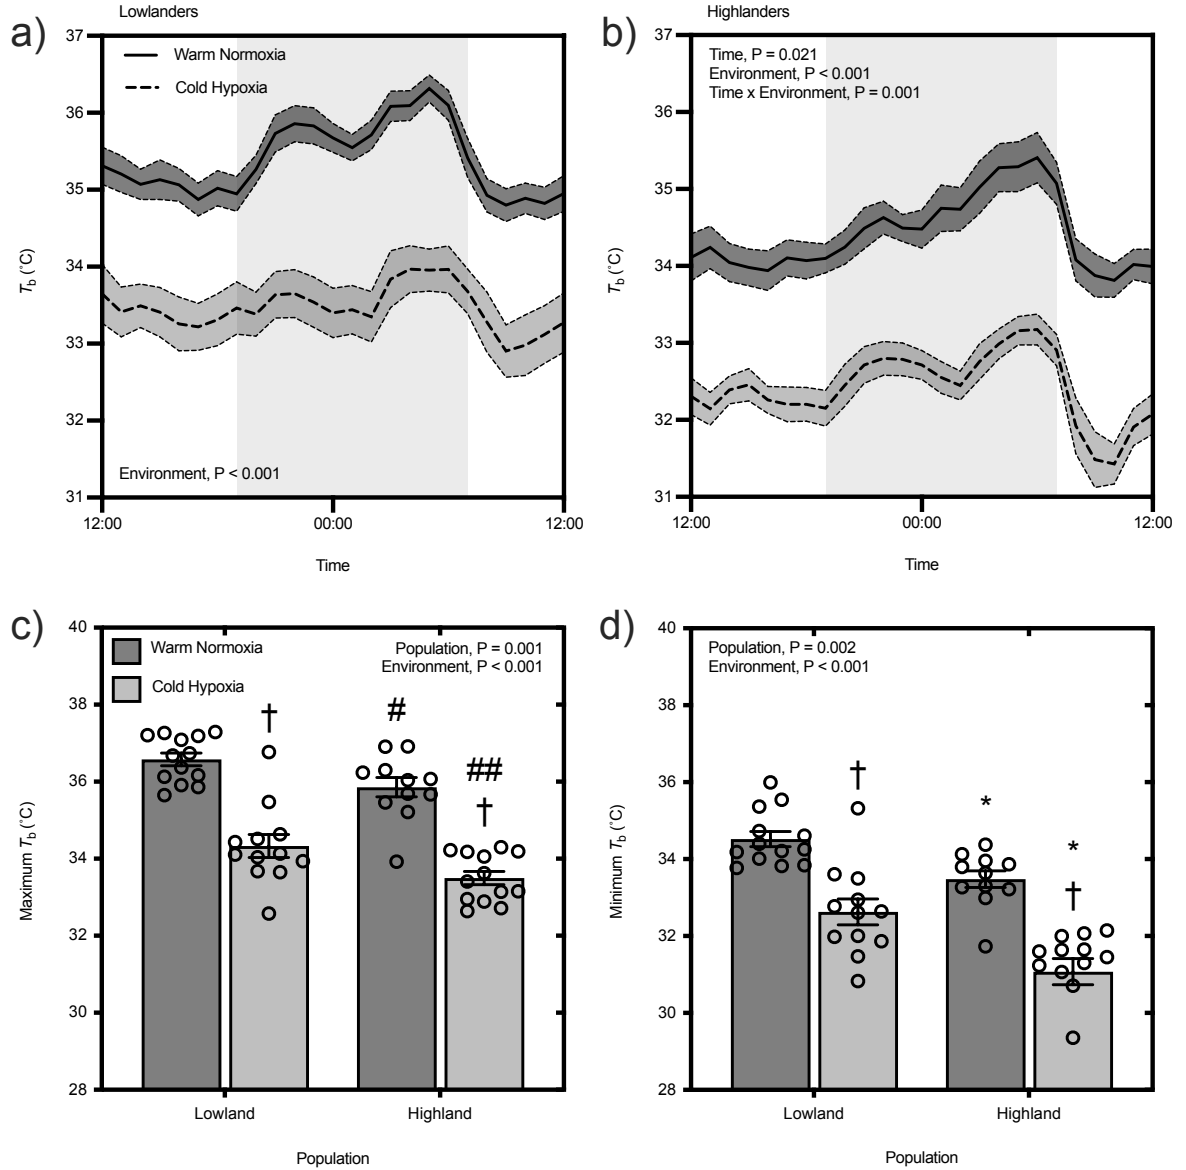 a)
Lowlanders
37
36
35
34
33
32
31
Tb (˚C)
Warm Normoxia
Cold Hypoxia
Environment, P < 0.001
12:00
00:00
12:00
Time
b)
Highlanders
37
36
35
34
33
32
31
Tb (˚C)
Time, P = 0.021
Environment, P < 0.001
Time x Environment, P = 0.001
12:00
00:00
12:00
Time
c)
40
38
36
34
32
30
28
Maximum Tb (˚C)
Warm Normoxia
Cold Hypoxia
Population, P = 0.001
Environment, P < 0.001
†
#
##
†
Lowland
Highland
Population
d)
40
38
36
34
32
30
28
Minimum Tb (˚C)
Population, P = 0.002
Environment, P < 0.001
†
*
*
†
Lowland
Highland
Population